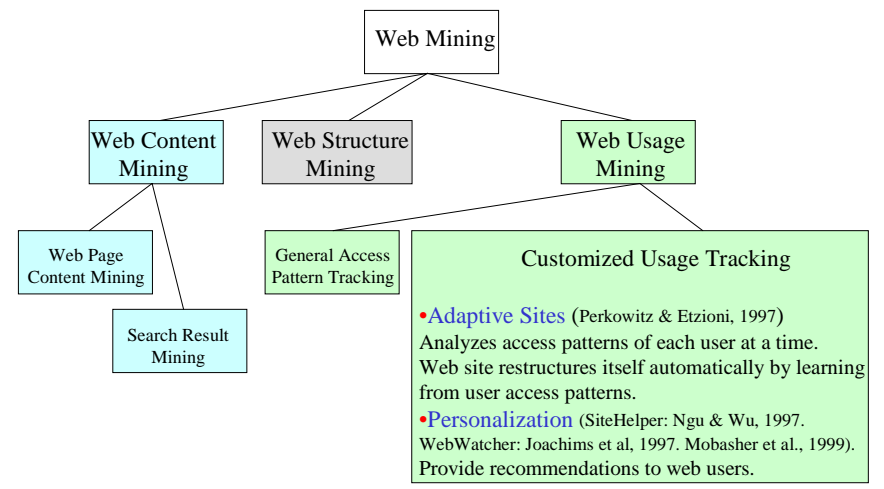 Web Mining
Web Content
Mining
Web Structure
Mining
Web Usage
Mining
Web Page
Content Mining
Search Result
Mining
General Access
Pattern Tracking
Customized Usage Tracking
•Adaptive Sites (Perkowitz & Etzioni, 1997)
Analyzes access patterns of each user at a time.
Web site restructures itself automatically by learning
from user access patterns.
•Personalization (SiteHelper: Ngu & Wu, 1997.
WebWatcher: Joachims et al, 1997. Mobasher et al., 1999).
Provide recommendations to web users.